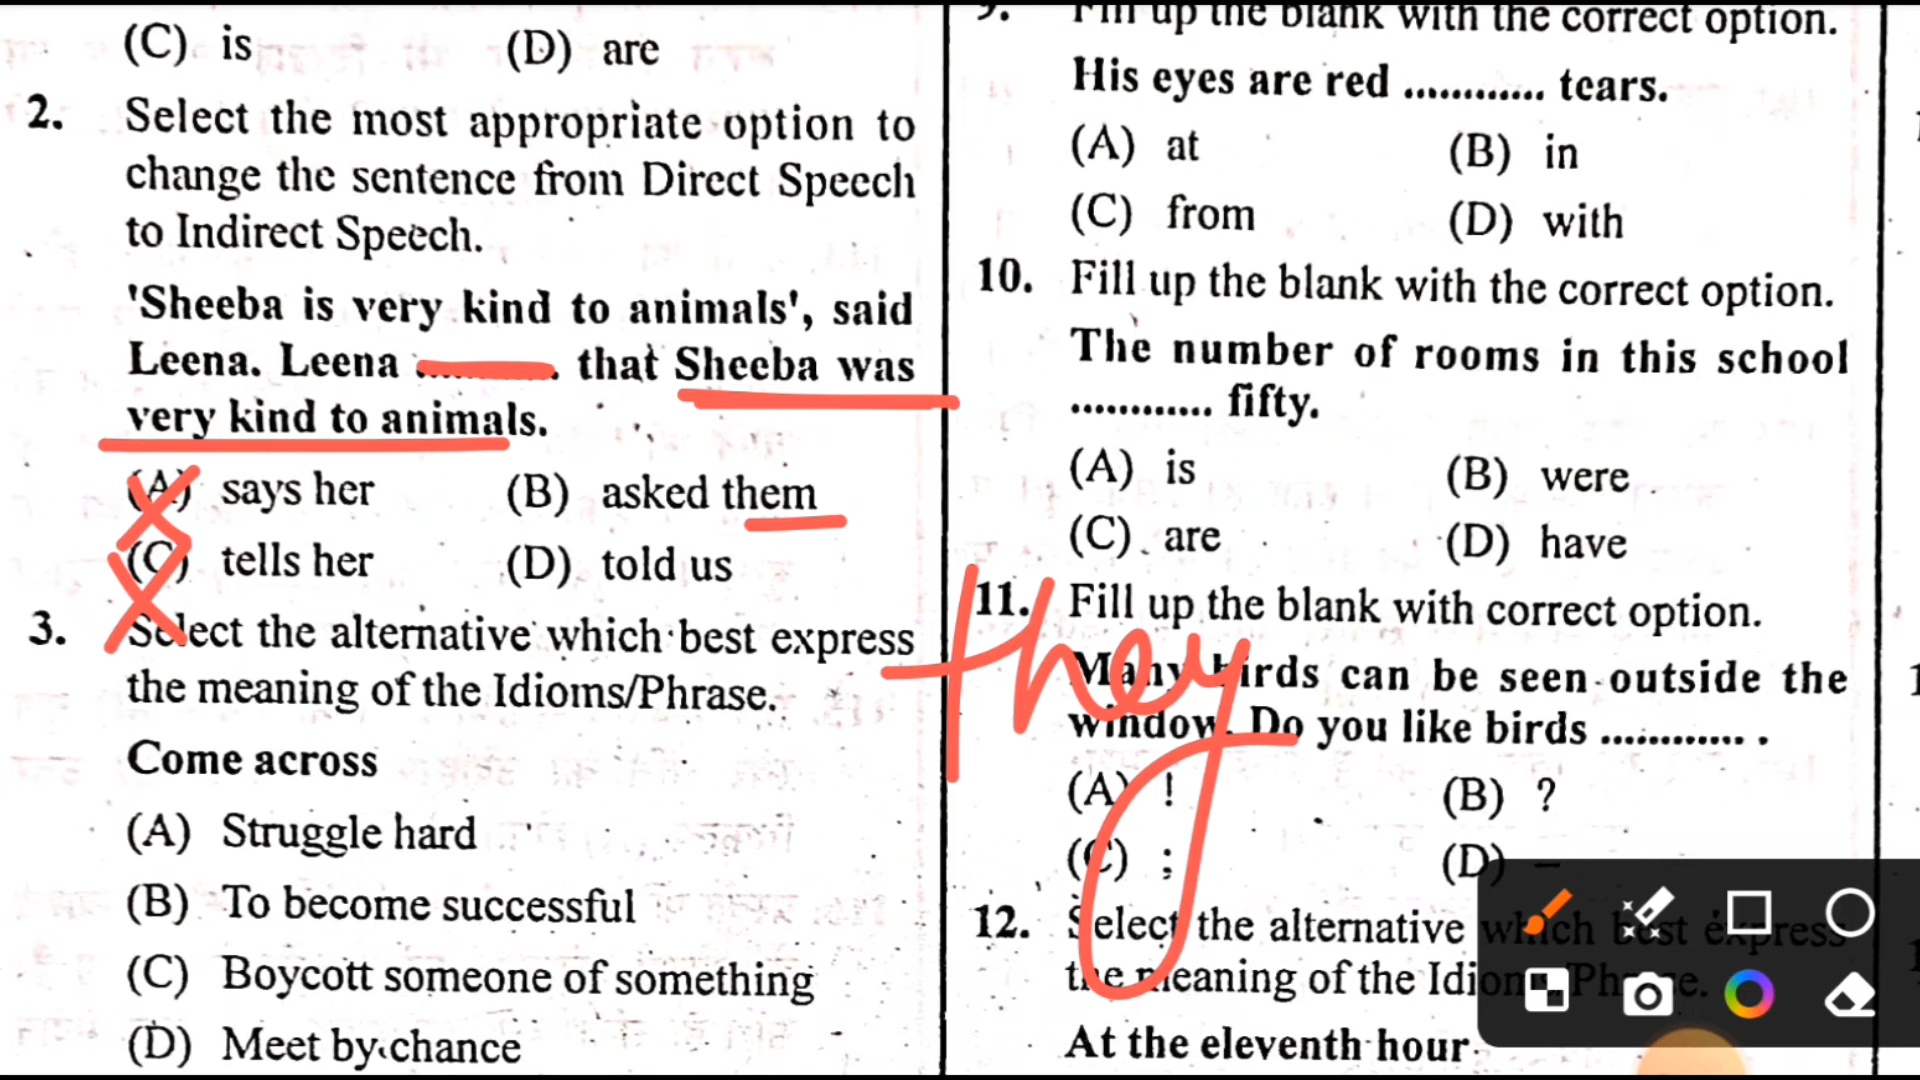 (C) is (D) are
2. Select the most appropriate option to
change the sentence from Direct Speech
to Indirect Speech.
'Sheeba is very kind to animals', said
Leena. Leena ............ that Sheeba was
very kind to animals.
(A) says her (B) asked them
(C) tells her (D) told us
3. Select the alternative which best express
the meaning of the Idioms/Phrase.
Come across
(A) Struggle hard
(B) To become successful
(C) Boycott someone of something
(D) Meet by chance
9. Fill up the blank with the correct option.
His eyes are red ............ tears.
(A) at (B) in
(C) from (D) with
10. Fill up the blank with the correct option.
The number of rooms in this school
............ fifty.
(A) is (B) were
(C) are (D) have
11. Fill up the blank with correct option.
Many birds can be seen outside the
window. Do you like birds ............ .
(A) ! (B) ?
(C) ; (D) –
they
12. Select the alternative which best express
the meaning of the Idioms/Phrase.
At the eleventh hour